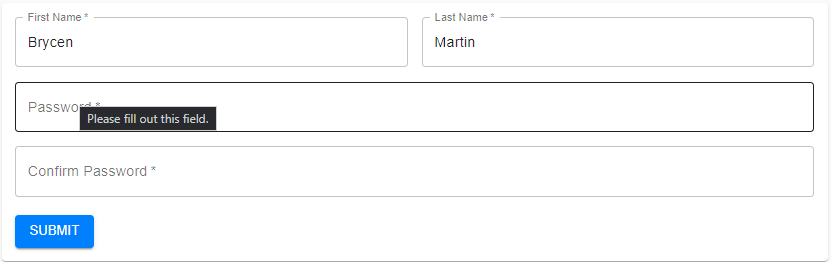 First Name *
Last Name *
Brycen
Martin
Password *
Please fill out this field.
Confirm Password *
SUBMIT